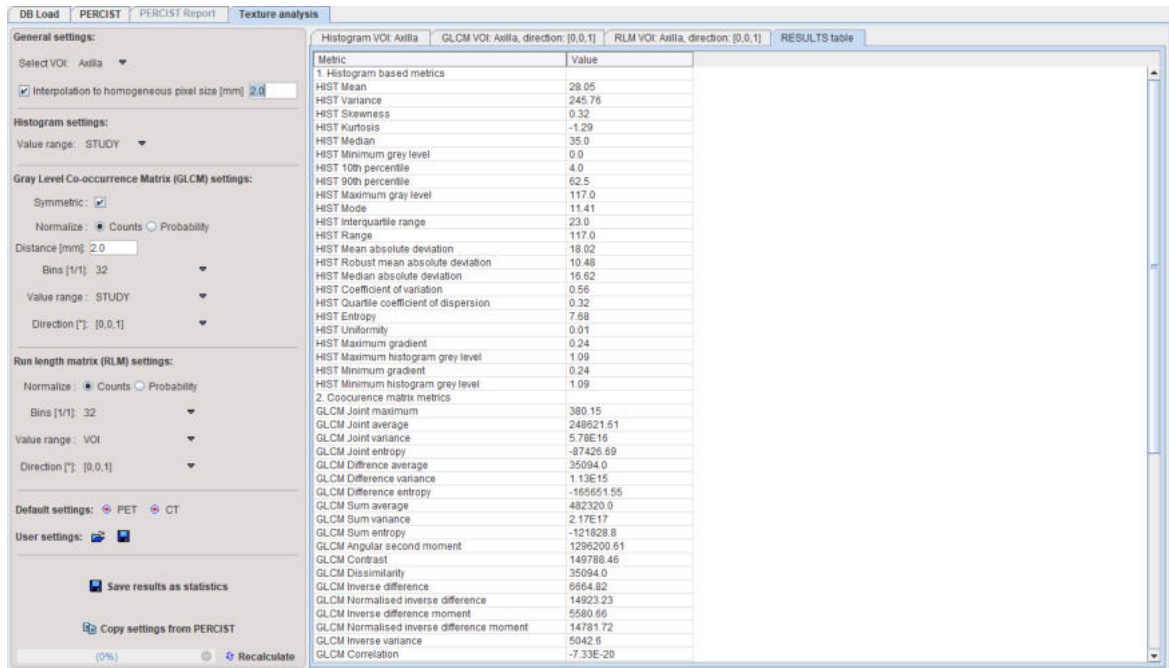 DB Load PERCIST PERCIST Report Texture analysis
General settings:
Select VOI: Axilla
Interpolation to homogeneous pixel size [mm] 2.0
Histogram settings:
Value range: STUDY
Gray Level Co-occurrence Matrix (GLCM) settings:
Symmetric:
Normalize: Counts Probability
Distance [mm]: 2.0
Bins [1/1]: 32
Value range: STUDY
Direction [*]: [0,0,1]
Run length matrix (RLM) settings:
Normalize: Counts Probability
Bins [1/1]: 32
Value range: VOI
Direction [*]: [0,0,1]
Default settings: PET CT
User settings:
Save results as statistics
Copy settings from PERCIST
(0%) Recalculate
Histogram VOI: Axilla GLCM VOI: Axilla, direction: [0,0,1] RLM VOI: Axilla, direction: [0,0,1] RESULTS table
Metric Value
1. Histogram based metrics
HIST Mean 28.05
HIST Variance 245.76
HIST Skewness 0.32
HIST Kurtosis -1.29
HIST Median 35.0
HIST Minimum grey level 0.0
HIST 10th percentile 4.0
HIST 90th percentile 62.5
HIST Maximum gray level 117.0
HIST Mode 11.41
HIST Interquartile range 23.0
HIST Range 117.0
HIST Mean absolute deviation 18.02
HIST Robust mean absolute deviation 10.48
HIST Median absolute deviation 16.62
HIST Coefficient of variation 0.56
HIST Quartile coefficient of dispersion 0.32
HIST Entropy 7.68
HIST Uniformity 0.01
HIST Maximum gradient 0.24
HIST Maximum histogram grey level 1.09
HIST Minimum gradient 0.24
HIST Minimum histogram grey level 1.09
2. Coocurence matrix metrics
GLCM Joint maximum 380.15
GLCM Joint average 248621.61
GLCM Joint variance 5.78E16
GLCM Joint entropy -87426.69
GLCM Diffrence average 35094.0
GLCM Difference variance 1.13E15
GLCM Difference entropy -165651.55
GLCM Sum average 482320.0
GLCM Sum variance 2.17E17
GLCM Sum entropy -121828.8
GLCM Angular second moment 1296200.61
GLCM Contrast 149788.46
GLCM Dissimilarity 35094.0
GLCM Inverse difference 6664.82
GLCM Normalised inverse difference 14923.23
GLCM Inverse difference moment 5580.66
GLCM Normalised inverse difference moment 14781.72
GLCM Inverse variance 5042.6
GLCM Correlation -7.33E-20